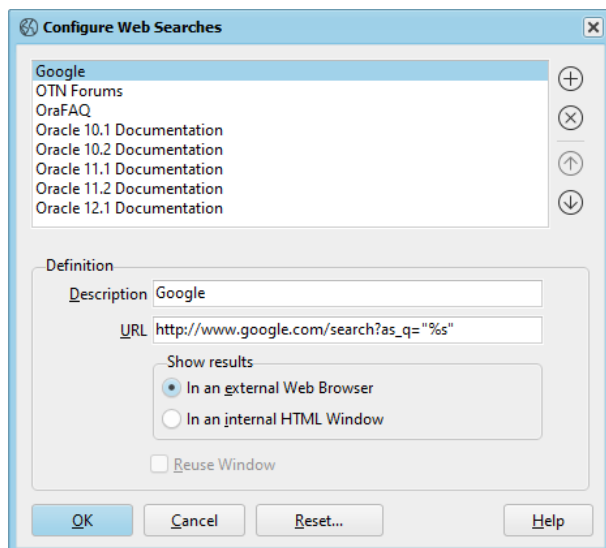 Configure Web Searches
Google
OTN Forums
OraFAQ
Oracle 10.1 Documentation
Oracle 10.2 Documentation
Oracle 11.1 Documentation
Oracle 11.2 Documentation
Oracle 12.1 Documentation
Definition
Description Google
URL http://www.google.com/search?as_q="%s"
Show results
In an external Web Browser
In an internal HTML Window
Reuse Window
OK Cancel Reset... Help